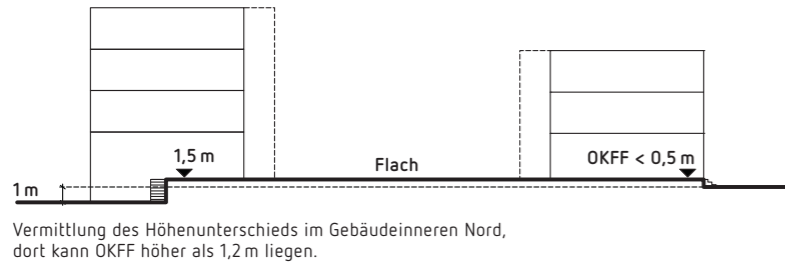 1,5 m
Flach
OKFF < 0,5 m
1 m
Vermittlung des Höhenunterschieds im Gebäudeinneren Nord,
dort kann OKFF höher als 1,2 m liegen.